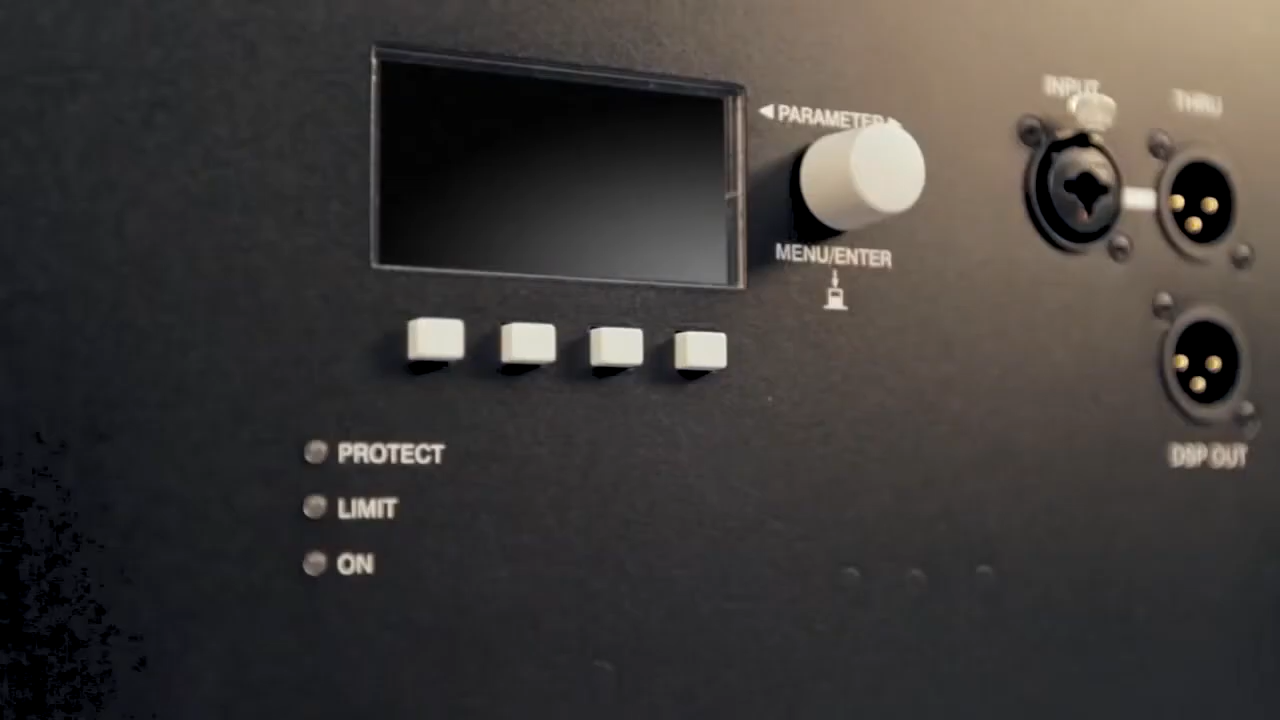 ◀ PARAMETER ▶
MENU/ENTER
INPUT
THRU
DSP OUT
PROTECT
LIMIT
ON